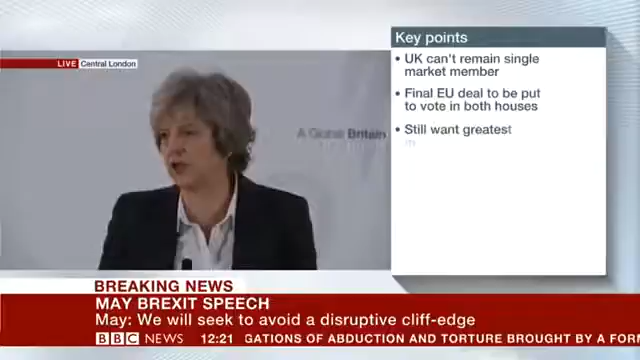 LIVE Central London
A Global Britain
Key points
• UK can't remain single
market member
• Final EU deal to be put
to vote in both houses
• Still want greatest
BREAKING NEWS
MAY BREXIT SPEECH
May: We will seek to avoid a disruptive cliff-edge
BBC NEWS 12:21 GATIONS OF ABDUCTION AND TORTURE BROUGHT BY A FOR